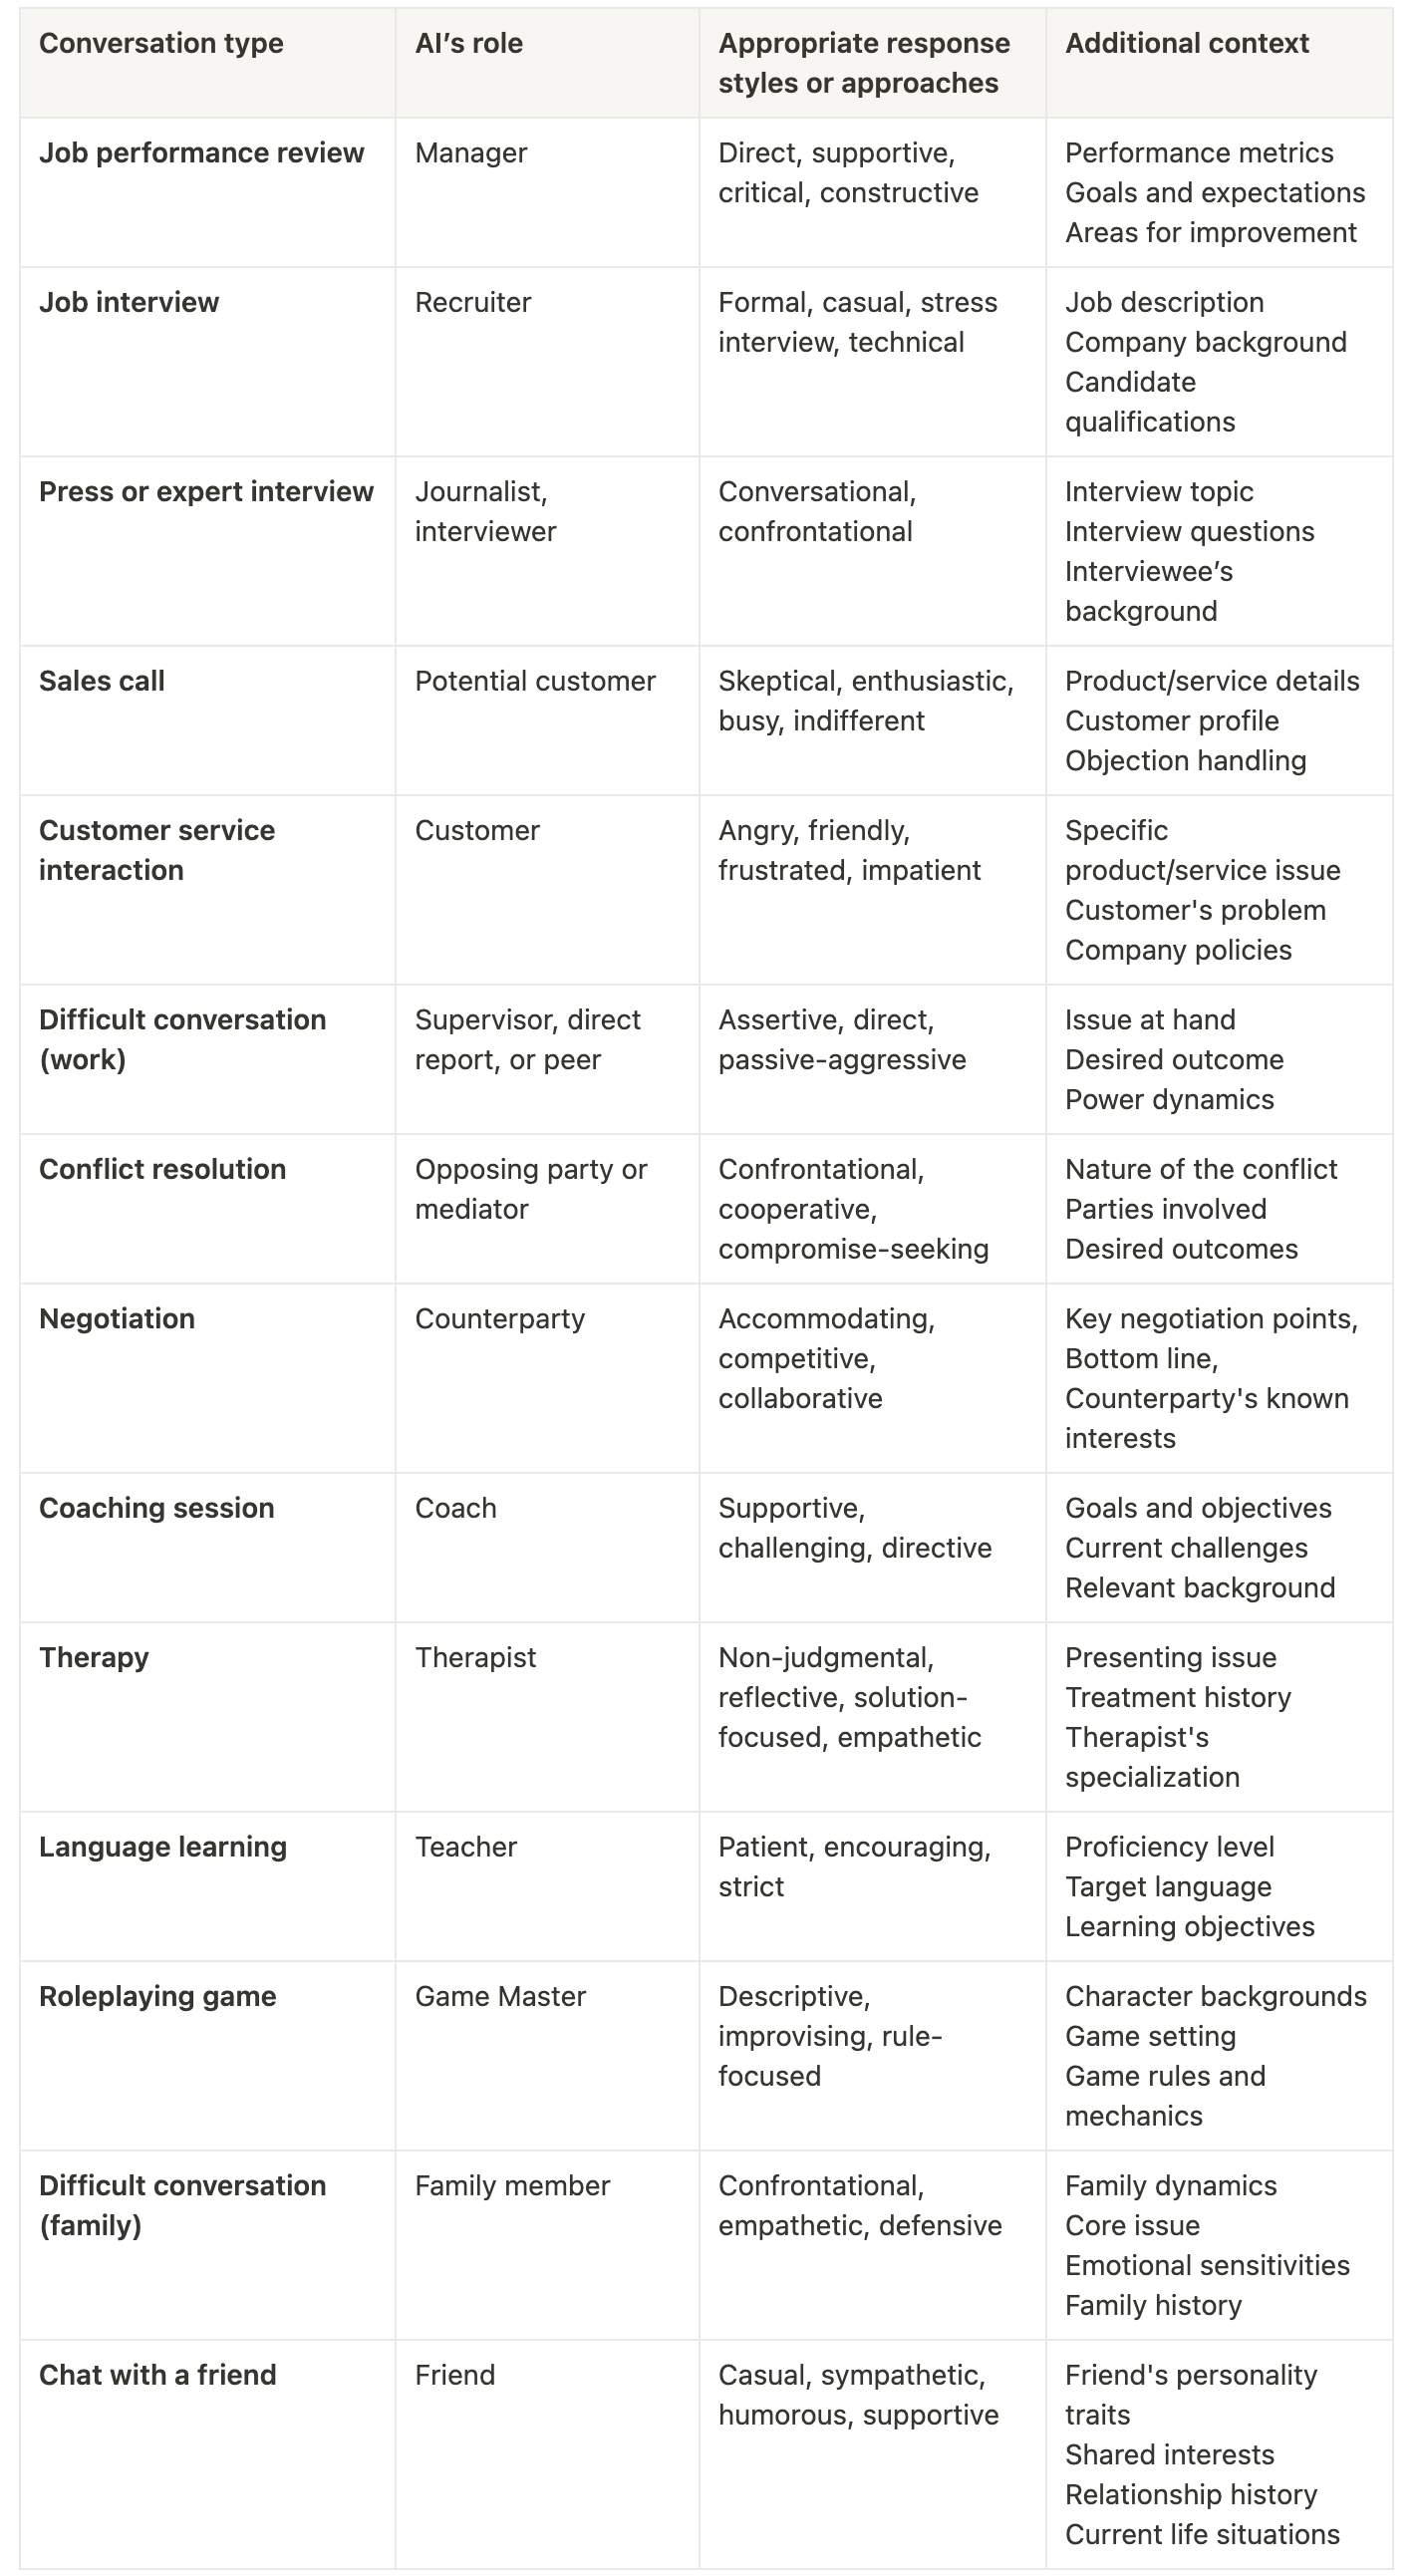 Conversation type
AI’s role
Appropriate response
styles or approaches
Additional context
Job performance review
Manager
Direct, supportive,
critical, constructive
Performance metrics
Goals and expectations
Areas for improvement
Job interview
Recruiter
Formal, casual, stress
interview, technical
Job description
Company background
Candidate
qualifications
Press or expert interview
Journalist,
interviewer
Conversational,
confrontational
Interview topic
Interview questions
Interviewee’s
background
Sales call
Potential customer
Skeptical, enthusiastic,
busy, indifferent
Product/service details
Customer profile
Objection handling
Customer service
interaction
Customer
Angry, friendly,
frustrated, impatient
Specific
product/service issue
Customer's problem
Company policies
Difficult conversation
(work)
Supervisor, direct
report, or peer
Assertive, direct,
passive-aggressive
Issue at hand
Desired outcome
Power dynamics
Conflict resolution
Opposing party or
mediator
Confrontational,
cooperative,
compromise-seeking
Nature of the conflict
Parties involved
Desired outcomes
Negotiation
Counterparty
Accommodating,
competitive,
collaborative
Key negotiation points,
Bottom line,
Counterparty's known
interests
Coaching session
Coach
Supportive,
challenging, directive
Goals and objectives
Current challenges
Relevant background
Therapy
Therapist
Non-judgmental,
reflective, solution-
focused, empathetic
Presenting issue
Treatment history
Therapist's
specialization
Language learning
Teacher
Patient, encouraging,
strict
Proficiency level
Target language
Learning objectives
Roleplaying game
Game Master
Descriptive,
improvising, rule-
focused
Character backgrounds
Game setting
Game rules and
mechanics
Difficult conversation
(family)
Family member
Confrontational,
empathetic, defensive
Family dynamics
Core issue
Emotional sensitivities
Family history
Chat with a friend
Friend
Casual, sympathetic,
humorous, supportive
Friend's personality
traits
Shared interests
Relationship history
Current life situations